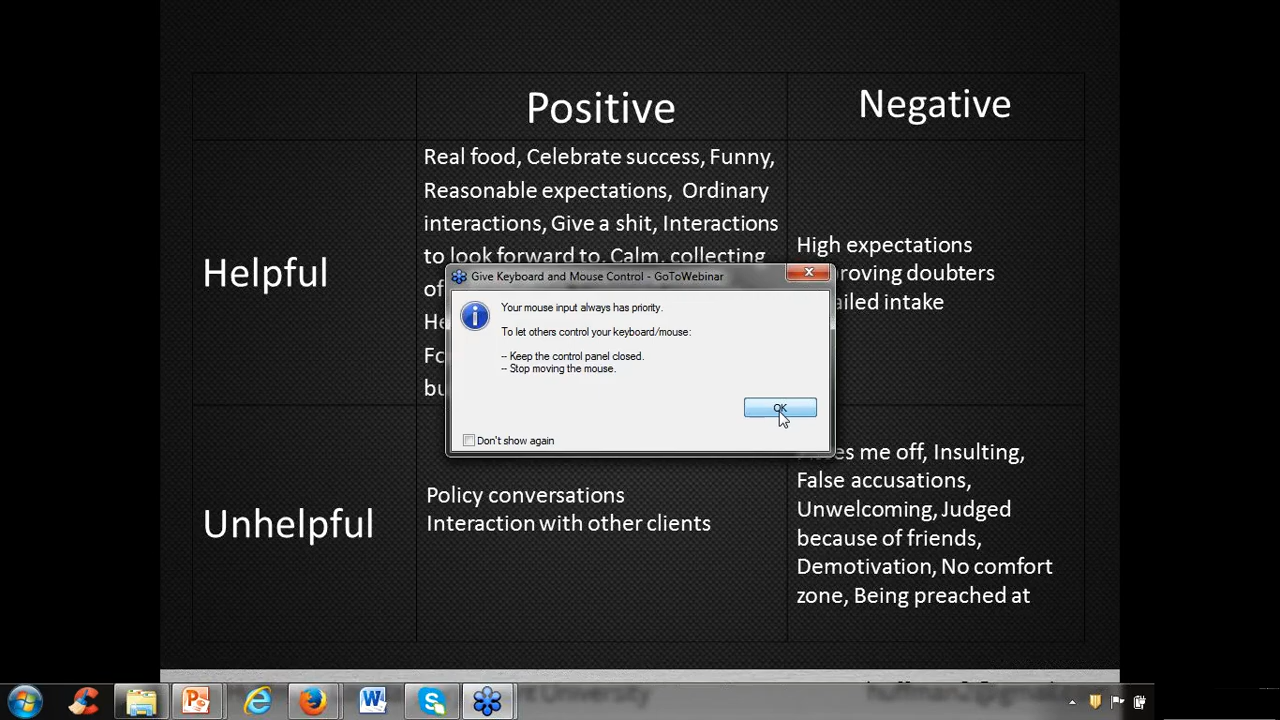 Positive
Negative
Helpful
Real food, Celebrate success, Funny,
Reasonable expectations, Ordinary
interactions, Give a shit, Interactions
to look forward to, Calm, collecting
High expectations
doubters
intake
Give Keyboard and Mouse Control - GoToWebinar
Your mouse input always has priority.
To let others control your keyboard/mouse:
-- Keep the control panel closed.
-- Stop moving the mouse.
OK
Don't show again
Unhelpful
Policy conversations
Interaction with other clients
me off, Insulting,
False accusations,
Unwelcoming, Judged
because of friends,
Demotivation, No comfort
zone, Being preached at
University